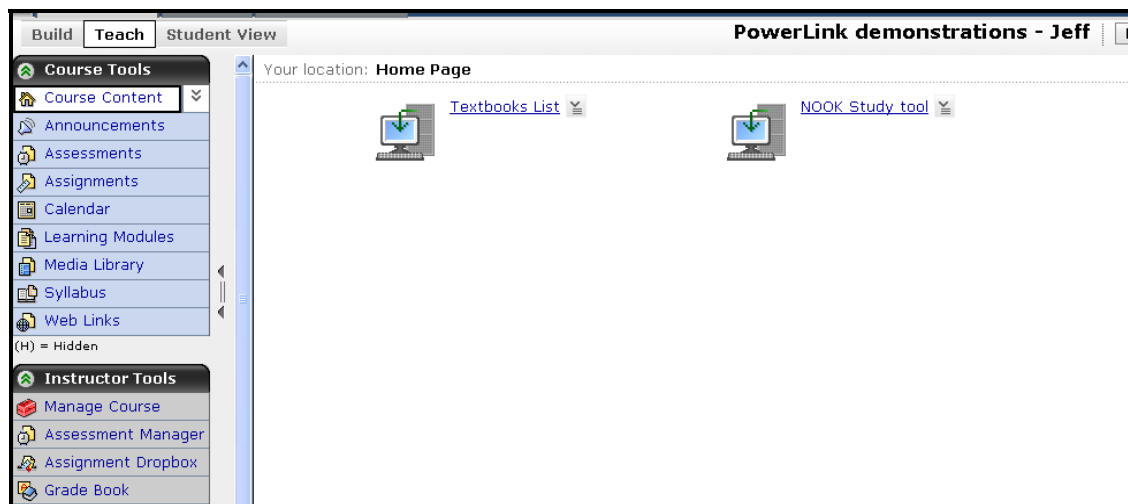 Build Teach Student View
PowerLink demonstrations - Jeff
Course Tools
Course Content
Announcements
Assessments
Assignments
Calendar
Learning Modules
Media Library
Syllabus
Web Links
(H) = Hidden
Instructor Tools
Manage Course
Assessment Manager
Assignment Dropbox
Grade Book
Your location: Home Page
Textbooks List
NOOK Study tool